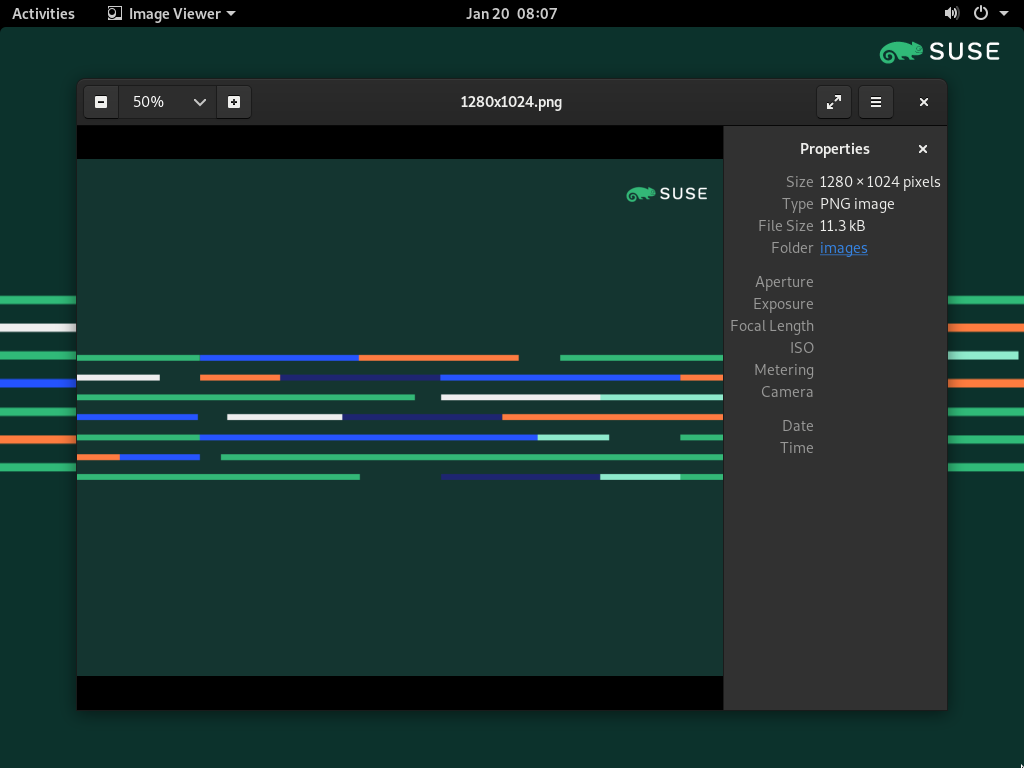 Activities
Image Viewer
Jan 20 08:07
SUSE
50%
1280x1024.png
Properties
SUSE
Size 1280 × 1024 pixels
Type PNG image
File Size 11.3 kB
Folder images
Aperture
Exposure
Focal Length
ISO
Metering
Camera
Date
Time